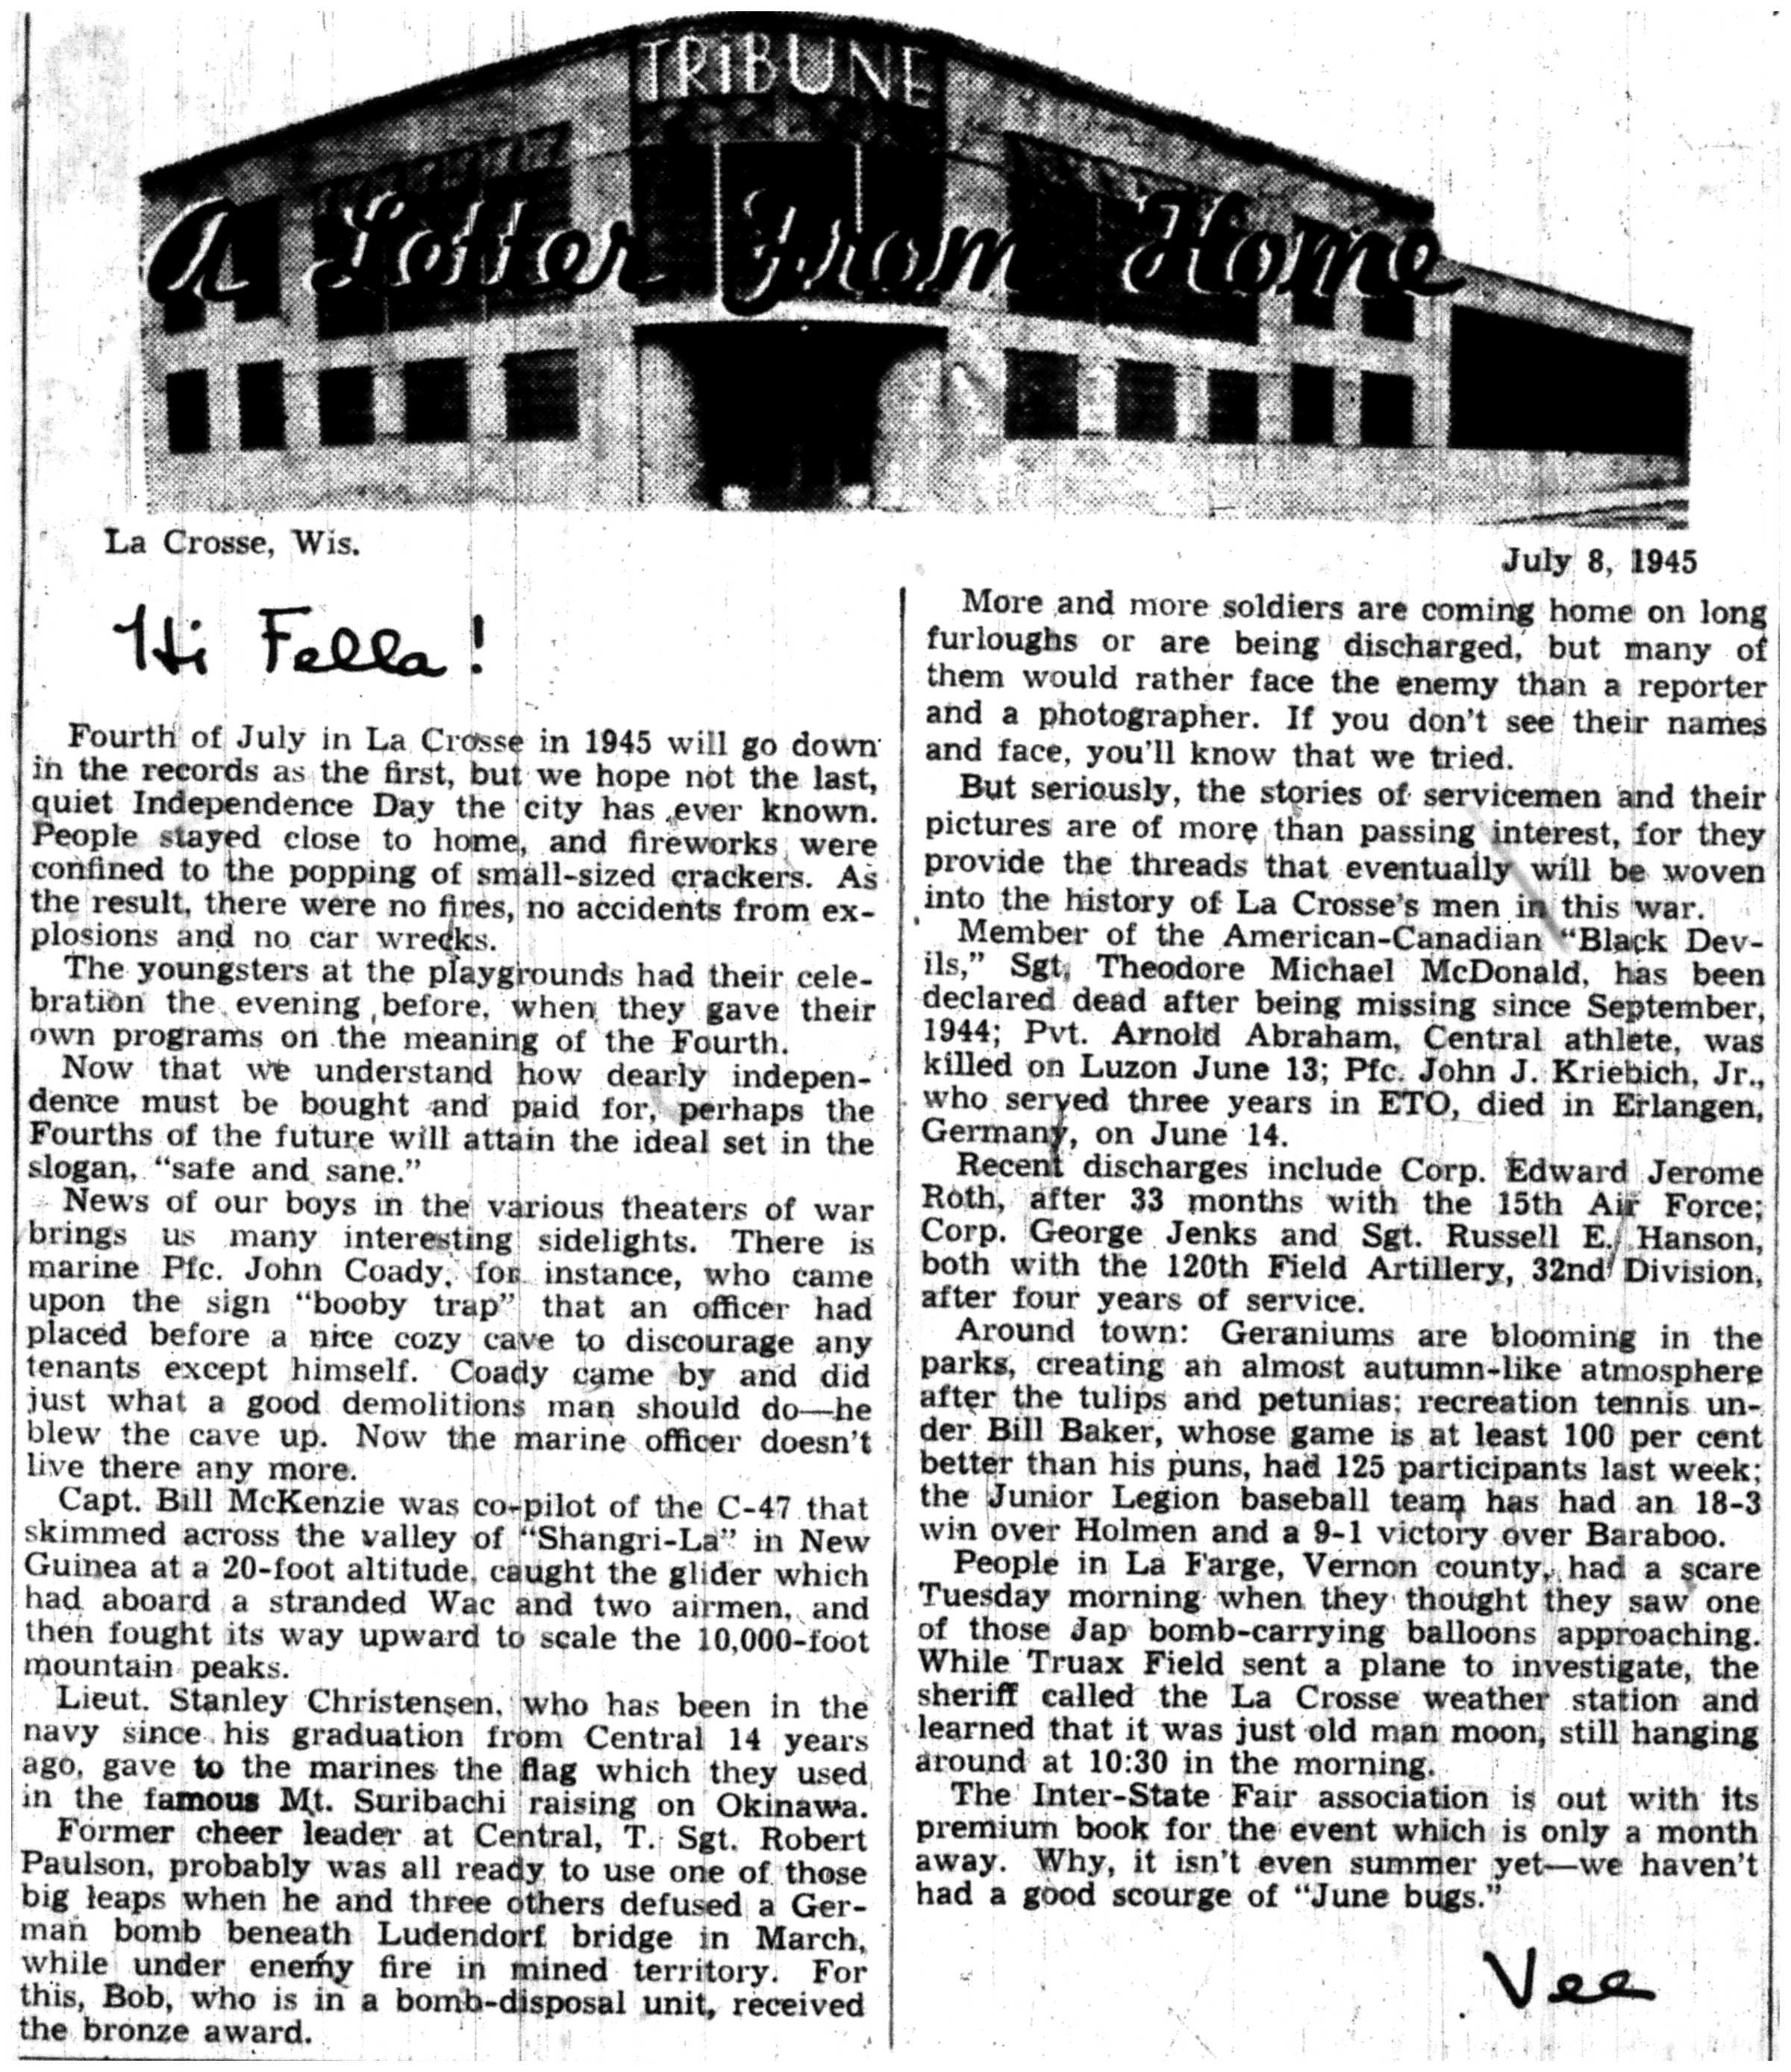 TRIBUNE
A Letter From Home
La Crosse, Wis.
July 8, 1945
Hi Fella!
Fourth of July in La Crosse in 1945 will go down
in the records as the first, but we hope not the last,
quiet Independence Day the city has ever known.
People stayed close to home, and fireworks were
confined to the popping of small-sized crackers. As
the result, there were no fires, no accidents from ex-
plosions and no car wrecks.
The youngsters at the playgrounds had their cele-
bration the evening before, when they gave their
own programs on the meaning of the Fourth.
Now that we understand how dearly indepen-
dence must be bought and paid for, perhaps the
Fourths of the future will attain the ideal set in the
slogan, "safe and sane."
News of our boys in the various theaters of war
brings us many interesting sidelights. There is
marine Pfc. John Coady, for instance, who came
upon the sign "booby trap" that an officer had
placed before a nice cozy cave to discourage any
tenants except himself. Coady came by and did
just what a good demolitions man should do—he
blew the cave up. Now the marine officer doesn't
live there any more.
Capt. Bill McKenzie was co-pilot of the C-47 that
skimmed across the valley of "Shangri-La" in New
Guinea at a 20-foot altitude, caught the glider which
had aboard a stranded Wac and two airmen, and
then fought its way upward to scale the 10,000-foot
mountain peaks.
Lieut. Stanley Christensen, who has been in the
navy since his graduation from Central 14 years
ago, gave to the marines the flag which they used
in the famous Mt. Suribachi raising on Okinawa.
Former cheer leader at Central, T. Sgt. Robert
Paulson, probably was all ready to use one of those
big leaps when he and three others defused a Ger-
man bomb beneath Ludendorf bridge in March,
while under enemy fire in mined territory. For
this, Bob, who is in a bomb-disposal unit, received
the bronze award.
More and more soldiers are coming home on long
furloughs or are being discharged, but many of
them would rather face the enemy than a reporter
and a photographer. If you don't see their names
and face, you'll know that we tried.
But seriously, the stories of servicemen and their
pictures are of more than passing interest, for they
provide the threads that eventually will be woven
into the history of La Crosse's men in this war.
Member of the American-Canadian "Black Dev-
ils," Sgt. Theodore Michael McDonald, has been
declared dead after being missing since September,
1944; Pvt. Arnold Abraham, Central athlete, was
killed on Luzon June 13; Pfc. John J. Kriebich, Jr.,
who served three years in ETO, died in Erlangen,
Germany, on June 14.
Recent discharges include Corp. Edward Jerome
Roth, after 33 months with the 15th Air Force;
Corp. George Jenks and Sgt. Russell E. Hanson,
both with the 120th Field Artillery, 32nd Division,
after four years of service.
Around town: Geraniums are blooming in the
parks, creating an almost autumn-like atmosphere
after the tulips and petunias; recreation tennis un-
der Bill Baker, whose game is at least 100 per cent
better than his puns, had 125 participants last week;
the Junior Legion baseball team has had an 18-3
win over Holmen and a 9-1 victory over Baraboo.
People in La Farge, Vernon county, had a scare
Tuesday morning when they thought they saw one
of those Jap bomb-carrying balloons approaching.
While Truax Field sent a plane to investigate, the
sheriff called the La Crosse weather station and
learned that it was just old man moon, still hanging
around at 10:30 in the morning.
The Inter-State Fair association is out with its
premium book for the event which is only a month
away. Why, it isn't even summer yet—we haven't
had a good scourge of "June bugs."
Vee